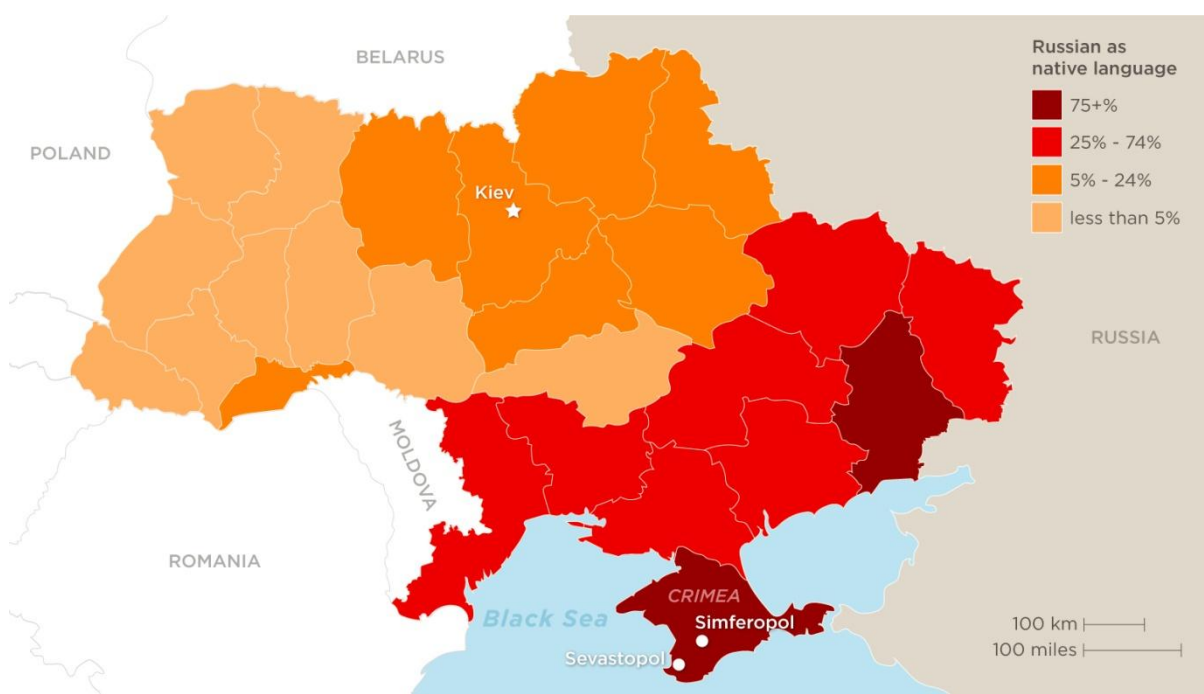 BELARUS
Russian as
native language
75+%
25% - 74%
5% - 24%
less than 5%
POLAND
Kiev
RUSSIA
MOLDOVA
ROMANIA
CRIMEA
Black Sea
Simferopol
Sevastopol
100 km
100 miles